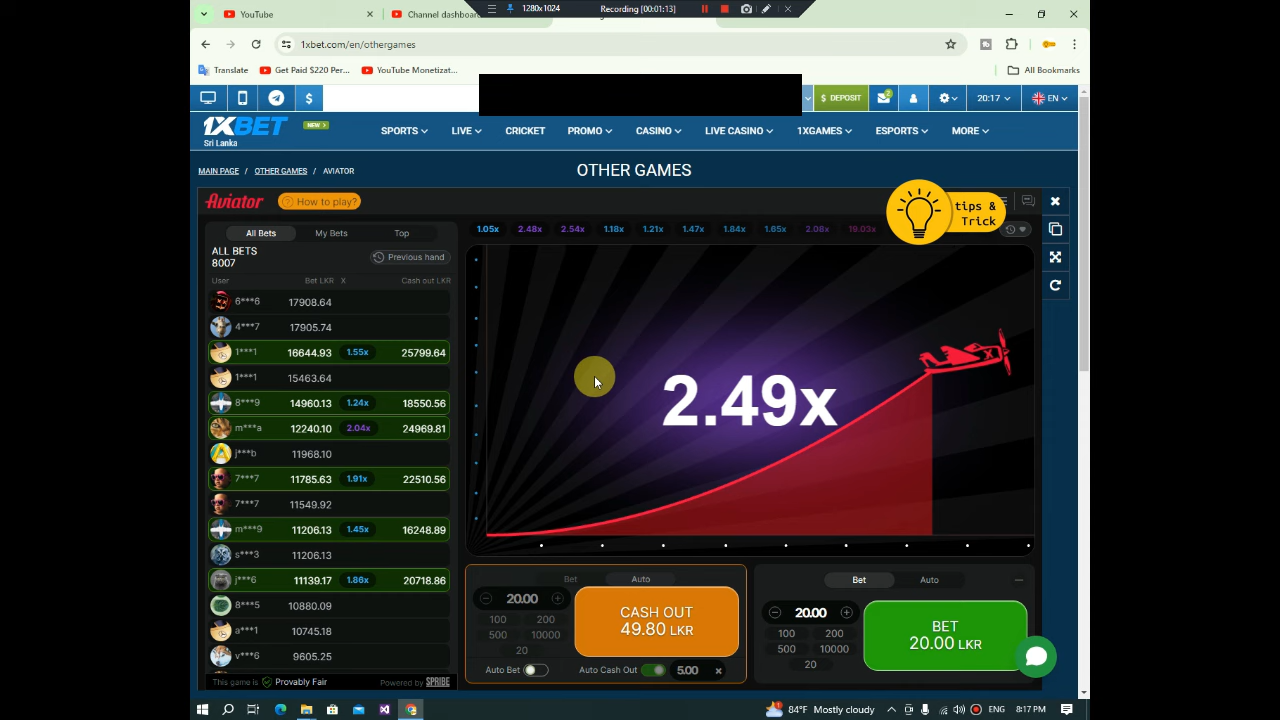 1280x1024 Recording [00:01:13]
YouTube Channel dashboar
1xbet.com/en/othergames
Translate Get Paid $220 Per... YouTube Monetizat... All Bookmarks
$ $ DEPOSIT 2 20:17 EN
1XBET NEW >
Sri Lanka
SPORTS LIVE CRICKET PROMO CASINO LIVE CASINO 1XGAMES ESPORTS MORE
MAIN PAGE / OTHER GAMES / AVIATOR
OTHER GAMES
Aviator ? How to play?
tips &
Trick
All Bets My Bets Top
1.05x 2.48x 2.54x 1.18x 1.21x 1.47x 1.84x 1.65x 2.08x 19.03x
ALL BETS
8007
Previous hand
User Bet LKR X Cash out LKR
6***6 17908.64
4***7 17905.74
1***1 16644.93 1.55x 25799.64
1***1 15463.64
8***9 14960.13 1.24x 18550.56
m***a 12240.10 2.04x 24969.81
j***b 11968.10
7***7 11785.63 1.91x 22510.56
7***7 11549.92
m***9 11206.13 1.45x 16248.89
s***3 11206.13
j***6 11139.17 1.86x 20718.86
8***5 10880.09
a***1 10745.18
v***6 9605.25
This game is Provably Fair Powered by SPRIBE
2.49x
Bet Auto
20.00
100 200
500 10000
20
CASH OUT
49.80 LKR
Auto Bet Auto Cash Out 5.00 x
Bet Auto
20.00
100 200
500 10000
20
BET
20.00 LKR
84°F Mostly cloudy ENG 8:17 PM